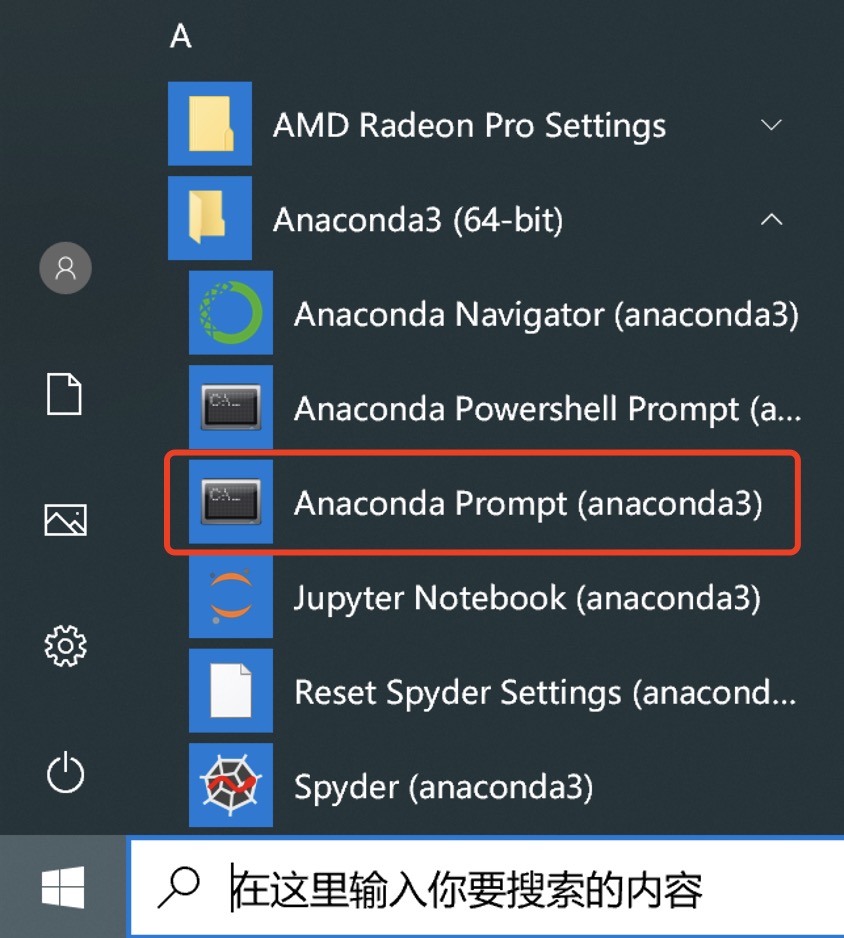 A
AMD Radeon Pro Settings
Anaconda3 (64-bit)
Anaconda Navigator (anaconda3)
Anaconda Powershell Prompt (a...
Anaconda Prompt (anaconda3)
Jupyter Notebook (anaconda3)
Reset Spyder Settings (anacond...
Spyder (anaconda3)
在这里输入你要搜索的内容